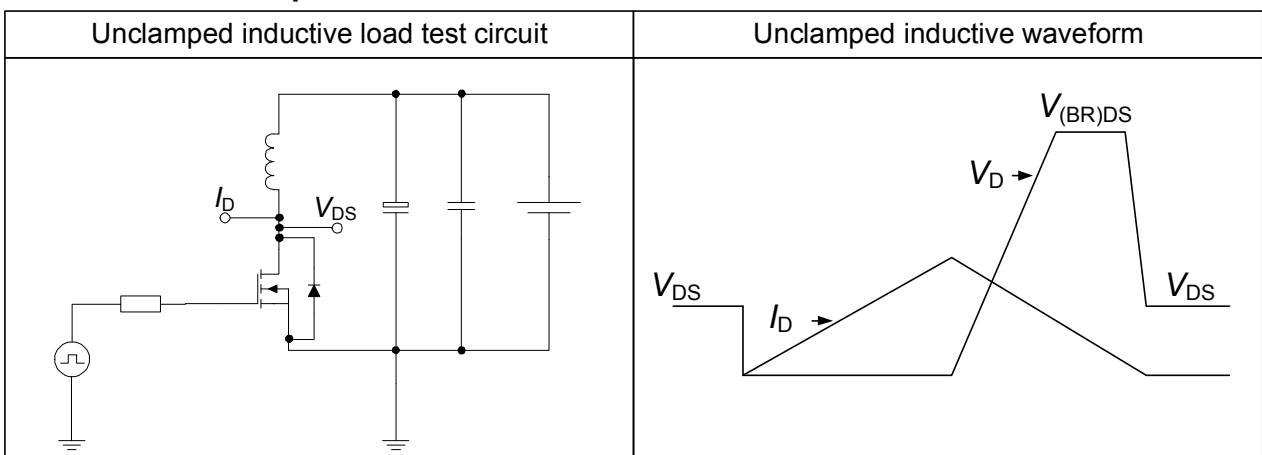 Unclamped inductive load test circuit
Unclamped inductive waveform
V(BR)DS
VD
ID
VDS
VDS
ID
VDS